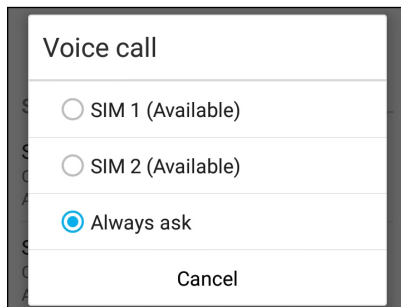 Voice call
SIM 1 (Available)
SIM 2 (Available)
Always ask
Cancel